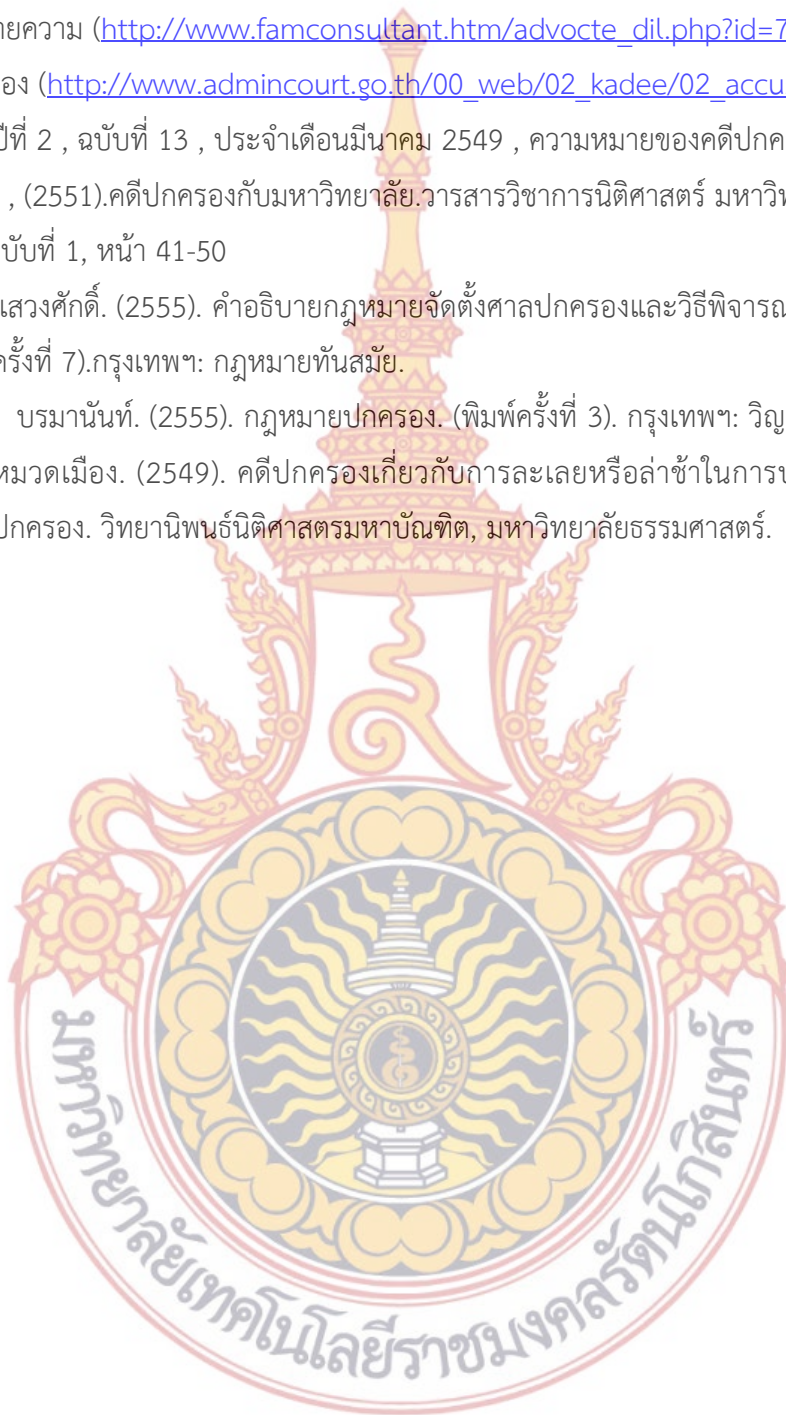 ายความ (http://www.famconsultant.htm/advocte_dil.php?id=7
อง (http://www.admincourt.go.th/00_web/02_kadee/02_accu
ปีที่ 2 , ฉบับที่ 13 , ประจำเดือนมีนาคม 2549 , ความหมายของคดีปกค
, (2551).คดีปกครองกับมหาวิทยาลัย.วารสารวิชาการนิติศาสตร์ มหาวิ
บับที่ 1, หน้า 41-50
แสวงศักดิ์. (2555). คำอธิบายกฎหมายจัดตั้งศาลปกครองและวิธีพิจารณ
ครั้งที่ 7).กรุงเทพฯ: กฎหมายทันสมัย.
บรมานันท์. (2555). กฎหมายปกครอง. (พิมพ์ครั้งที่ 3). กรุงเทพฯ: วิญ
หมวดเมือง. (2549). คดีปกครองเกี่ยวกับการละเลยหรือล่าช้าในการป
ปกครอง. วิทยานิพนธ์นิติศาสตรมหาบัณฑิต, มหาวิทยาลัยธรรมศาสตร์.
มหาวิทยาลัยเทคโนโลยีราชมงคลรัตนโกสินทร์